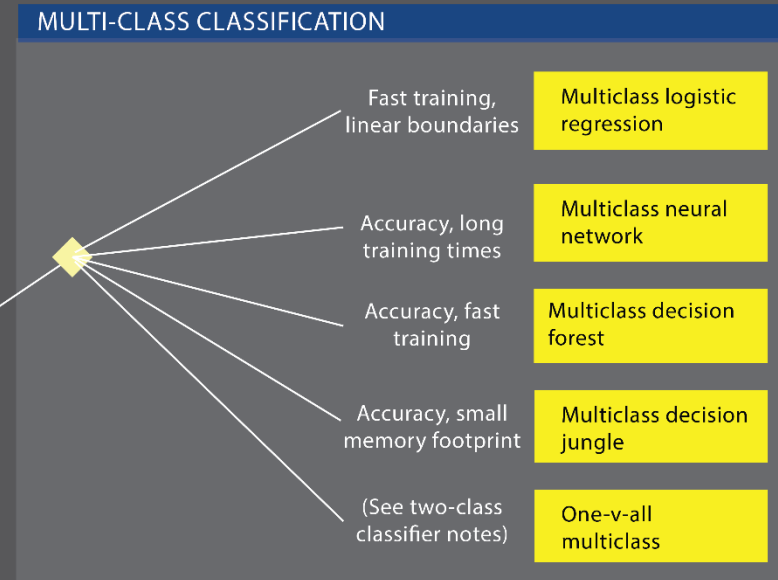 MULTI-CLASS CLASSIFICATION
Fast training,
linear boundaries
Multiclass logistic
regression
Accuracy, long
training times
Multiclass neural
network
Accuracy, fast
training
Multiclass decision
forest
Accuracy, small
memory footprint
Multiclass decision
jungle
(See two-class
classifier notes)
One-v-all
multiclass